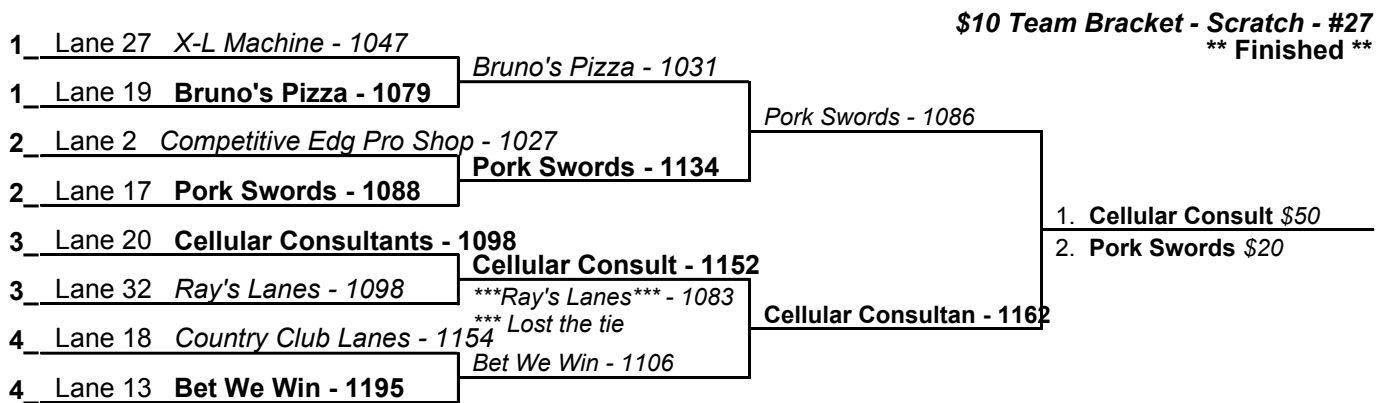 $10 Team Bracket - Scratch - #27
** Finished **
1_ Lane 27 X-L Machine - 1047
Bruno's Pizza - 1031
1_ Lane 19 Bruno's Pizza - 1079
Pork Swords - 1086
2_ Lane 2 Competitive Edg Pro Shop - 1027
Pork Swords - 1134
2_ Lane 17 Pork Swords - 1088
1. Cellular Consult $50
3_ Lane 20 Cellular Consultants - 1098
2. Pork Swords $20
Cellular Consult - 1152
3_ Lane 32 Ray's Lanes - 1098
***Ray's Lanes*** - 1083
Cellular Consultan - 1162
*** Lost the tie
4_ Lane 18 Country Club Lanes - 1154
Bet We Win - 1106
4_ Lane 13 Bet We Win - 1195